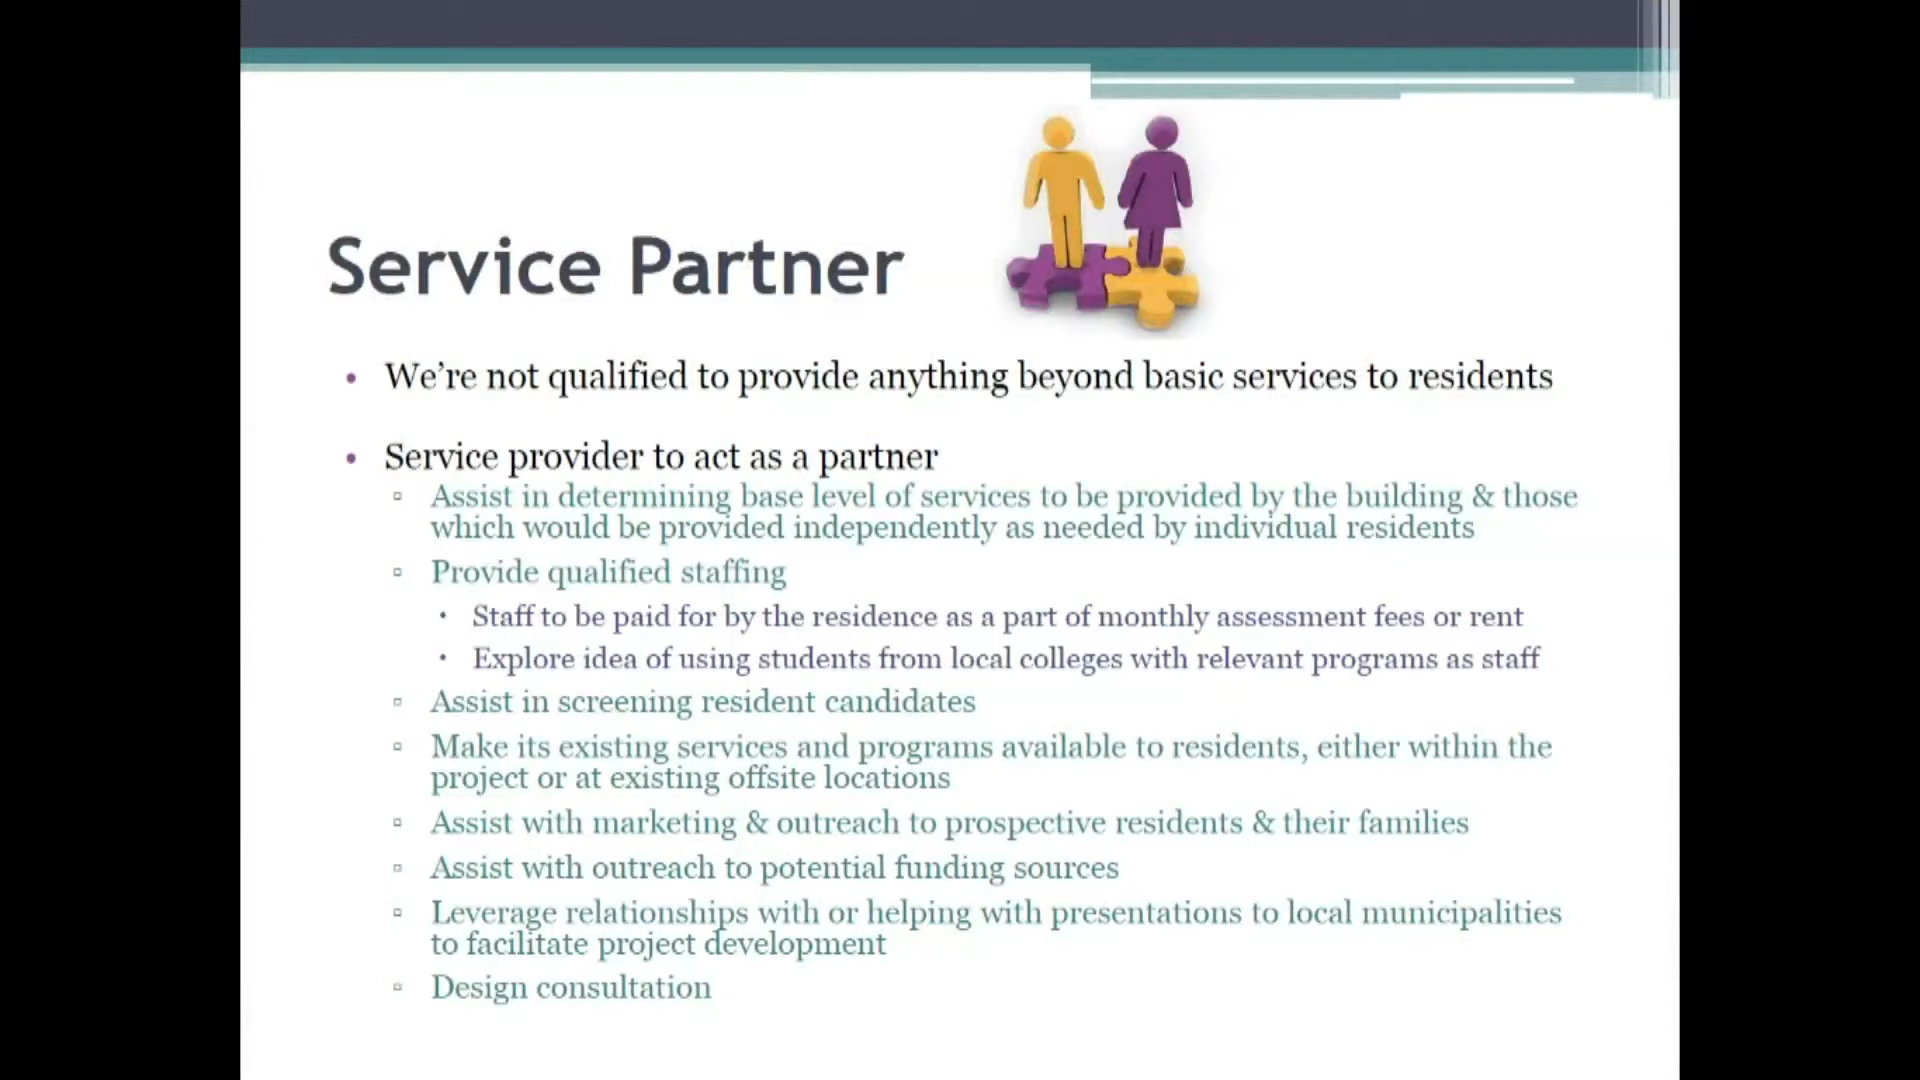 Service Partner
• We’re not qualified to provide anything beyond basic services to residents
• Service provider to act as a partner
▫ Assist in determining base level of services to be provided by the building & those
which would be provided independently as needed by individual residents
▫ Provide qualified staffing
• Staff to be paid for by the residence as a part of monthly assessment fees or rent
• Explore idea of using students from local colleges with relevant programs as staff
▫ Assist in screening resident candidates
▫ Make its existing services and programs available to residents, either within the
project or at existing offsite locations
▫ Assist with marketing & outreach to prospective residents & their families
▫ Assist with outreach to potential funding sources
▫ Leverage relationships with or helping with presentations to local municipalities
to facilitate project development
▫ Design consultation